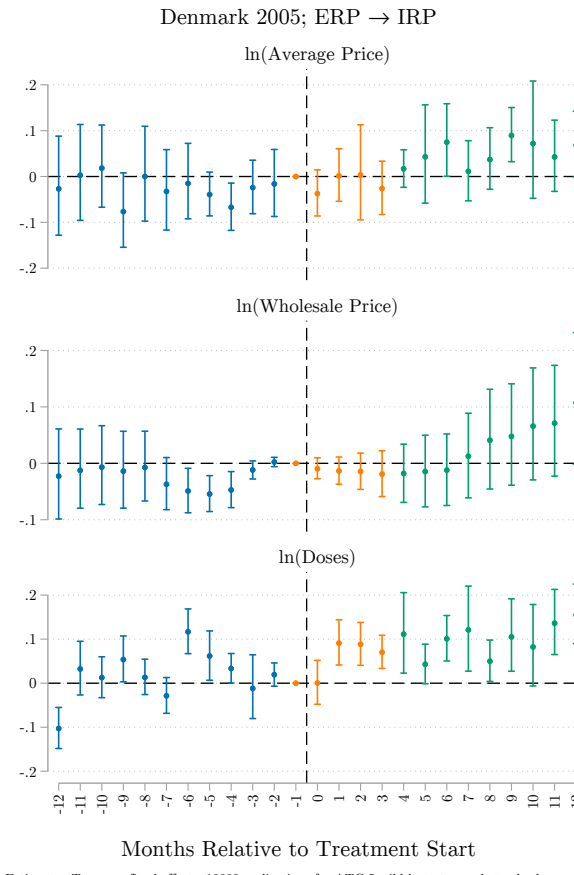 Denmark 2005; ERP → IRP
ln(Average Price)
.2
.1
0
-.1
-.2
ln(Wholesale Price)
.2
.1
0
-.1
ln(Doses)
.2
.1
0
-.1
-.2
-12 -11 -10 -9 -8 -7 -6 -5 -4 -3 -2 -1 0 1 2 3 4 5 6 7 8 9 10 11
Months Relative to Treatment Start